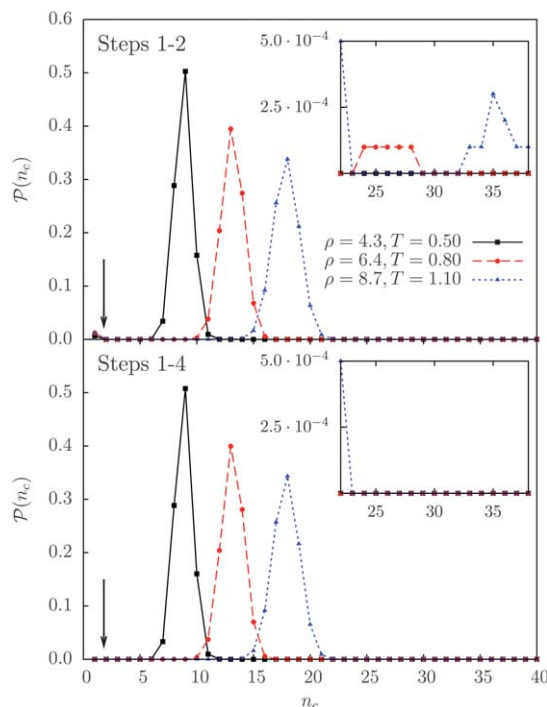 0.6
Steps 1-2
5.0 · 10⁻⁴
0.5
0.4
2.5 · 10⁻⁴
𝒫(n_c)
0.3
25 30 35
0.2
ρ = 4.3, T = 0.50
ρ = 6.4, T = 0.80
ρ = 8.7, T = 1.10
0.1
0.0
Steps 1-4
5.0 · 10⁻⁴
0.5
0.4
2.5 · 10⁻⁴
𝒫(n_c)
0.3
25 30 35
0.2
0.1
0.0
0 5 10 15 20 25 30 35 40
n_c